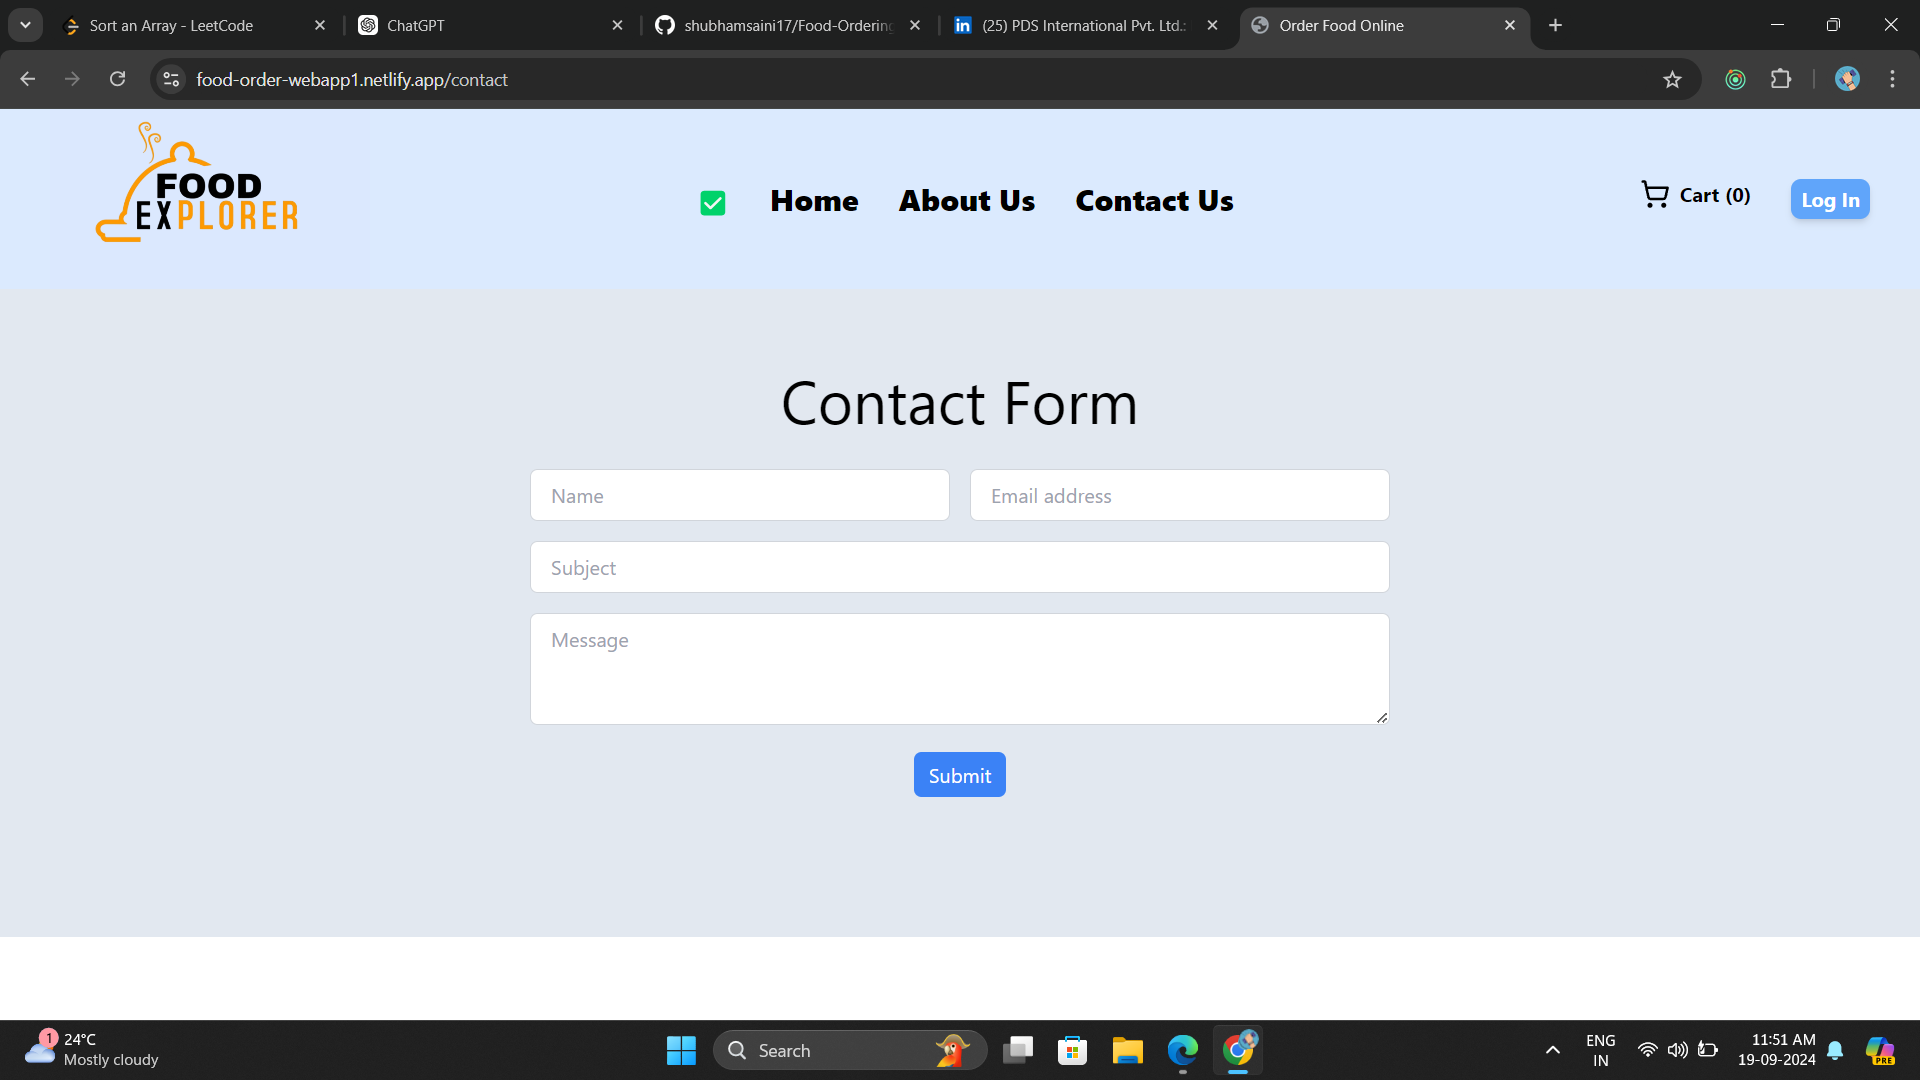 Sort an Array - LeetCode
ChatGPT
shubhamsaini17/Food-Ordering
(25) PDS International Pvt. Ltd.:
Order Food Online
food-order-webapp1.netlify.app/contact
FOOD
EXPLORER
Home
About Us
Contact Us
Cart (0)
Log In
Contact Form
Name
Email address
Subject
Message
Submit
1
24°C
Mostly cloudy
Search
ENG
IN
11:51 AM
19-09-2024
PRE